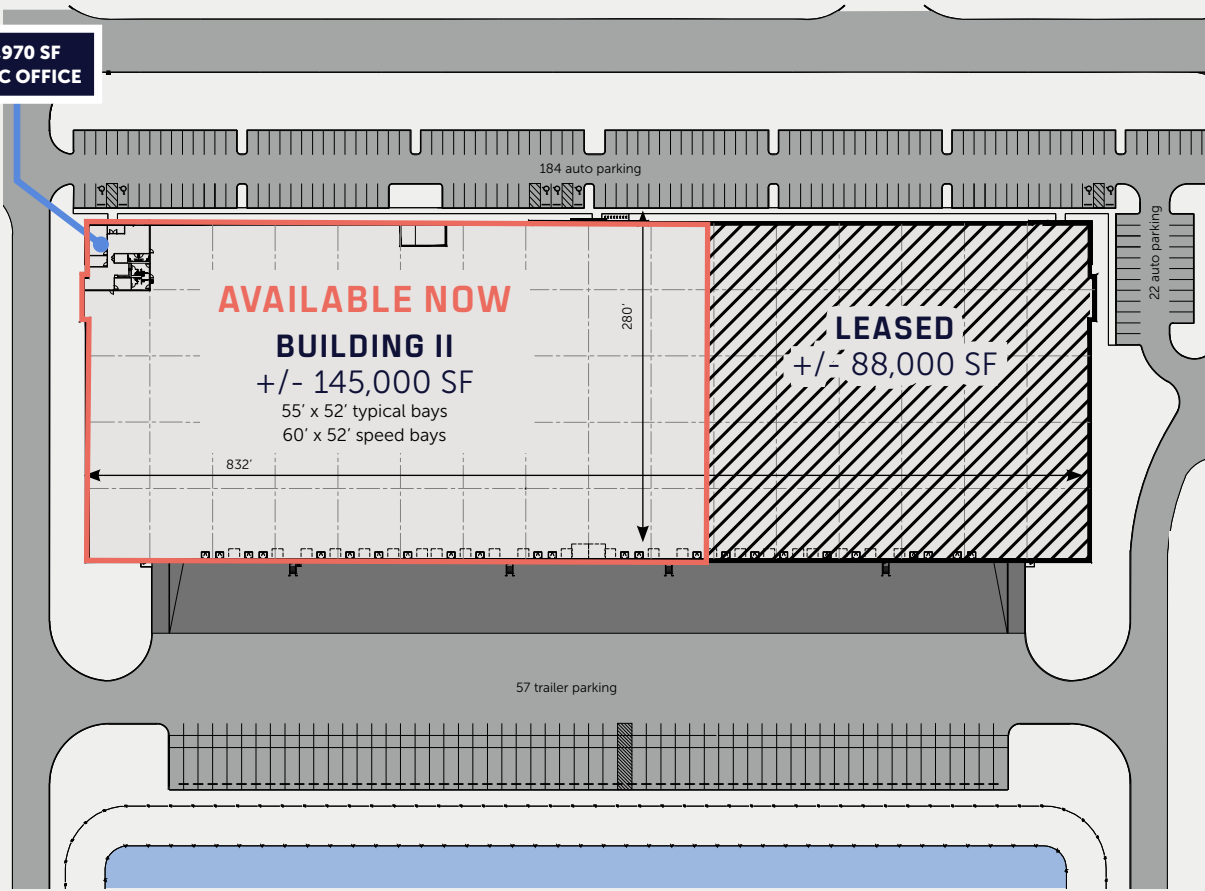 970 SF
OFFICE
184 auto parking
22 auto parking
AVAILABLE NOW
BUILDING II
+/- 145,000 SF
55’ x 52’ typical bays
60’ x 52’ speed bays
280’
LEASED
+/- 88,000 SF
832’
57 trailer parking